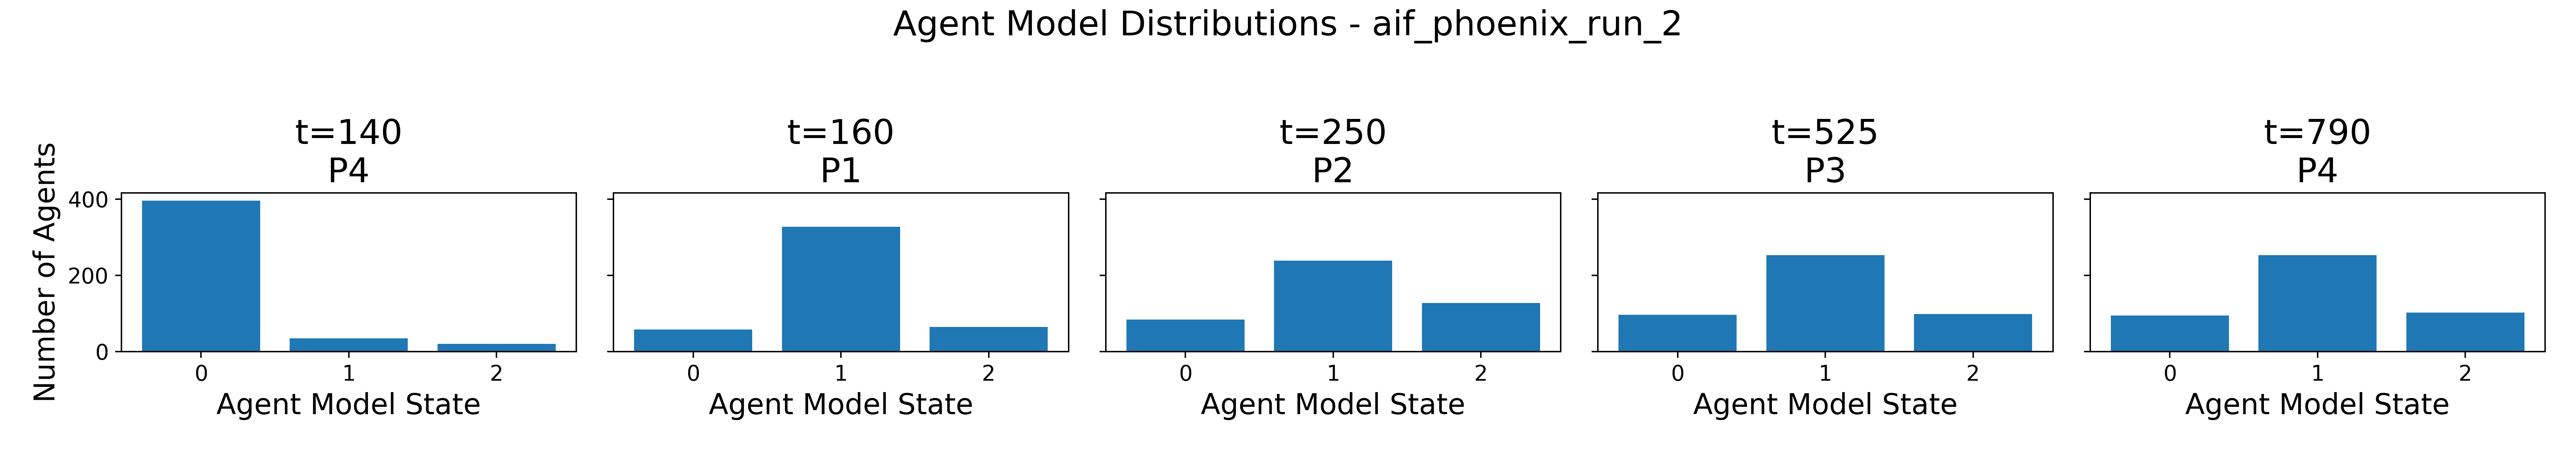 Agent Model Distributions - aif_phoenix_run_2
t=140
P4
t=160
P1
t=250
P2
t=525
P3
t=790
P4
Number of Agents
400
200
0
0 1 2
0 1 2
0 1 2
0 1 2
0 1 2
Agent Model State
Agent Model State
Agent Model State
Agent Model State
Agent Model State